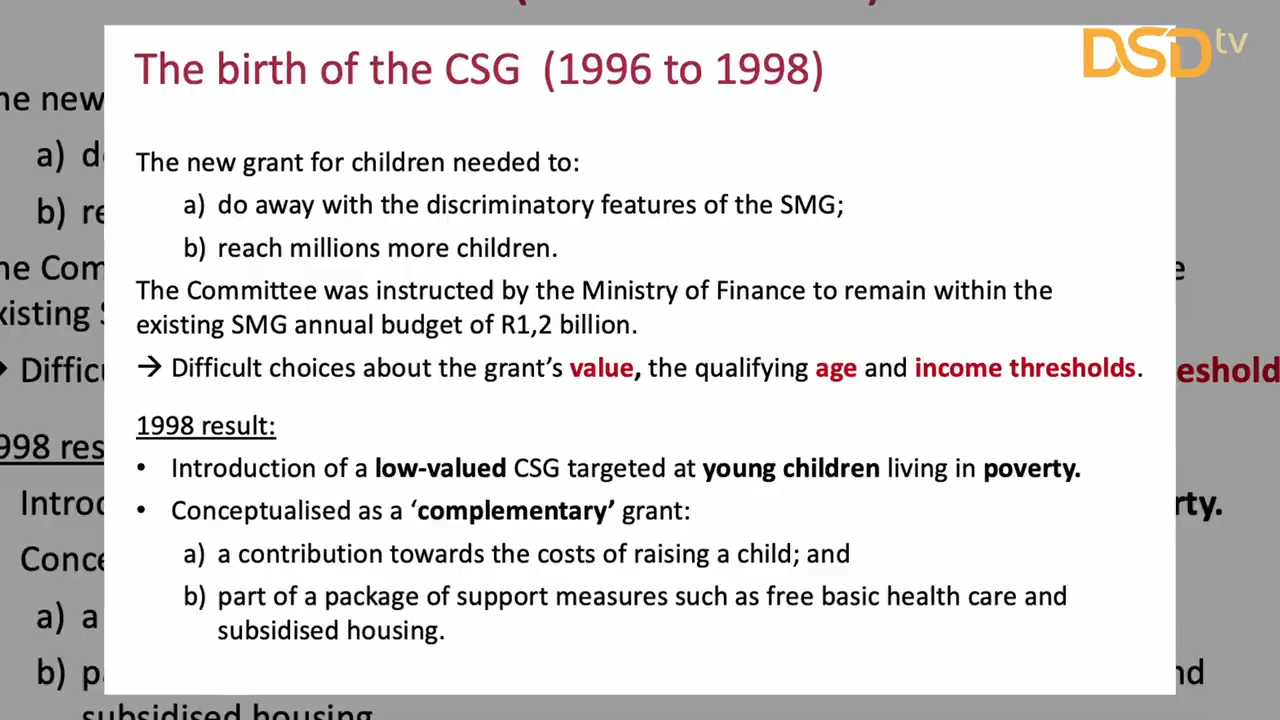 DSDtv
The birth of the CSG (1996 to 1998)
The new grant for children needed to:
a) do away with the discriminatory features of the SMG;
b) reach millions more children.
The Committee was instructed by the Ministry of Finance to remain within the
existing SMG annual budget of R1,2 billion.
→ Difficult choices about the grant's value, the qualifying age and income thresholds.
1998 result:
• Introduction of a low-valued CSG targeted at young children living in poverty.
• Conceptualised as a 'complementary' grant:
a) a contribution towards the costs of raising a child; and
b) part of a package of support measures such as free basic health care and
subsidised housing.